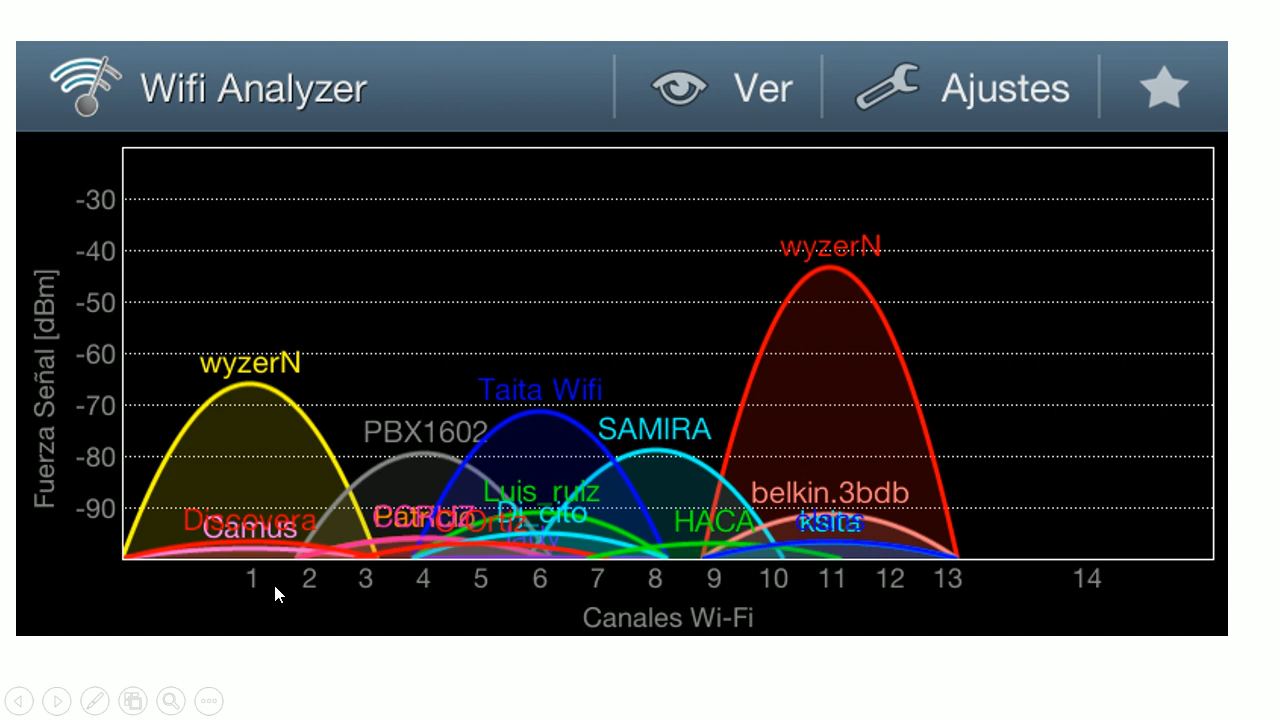 Wifi Analyzer Ver Ajustes
-30
-40
wyzerN
-50
-60
wyzerN
Taita Wifi
-70
PBX1602
SAMIRA
-80
Luis_ruiz
belkin.3bdb
-90
Discovera
Camus
Di_cito
HACA
1 2 3 4 5 6 7 8 9 10 11 12 13 14
Canales Wi-Fi
Fuerza Señal [dBm]